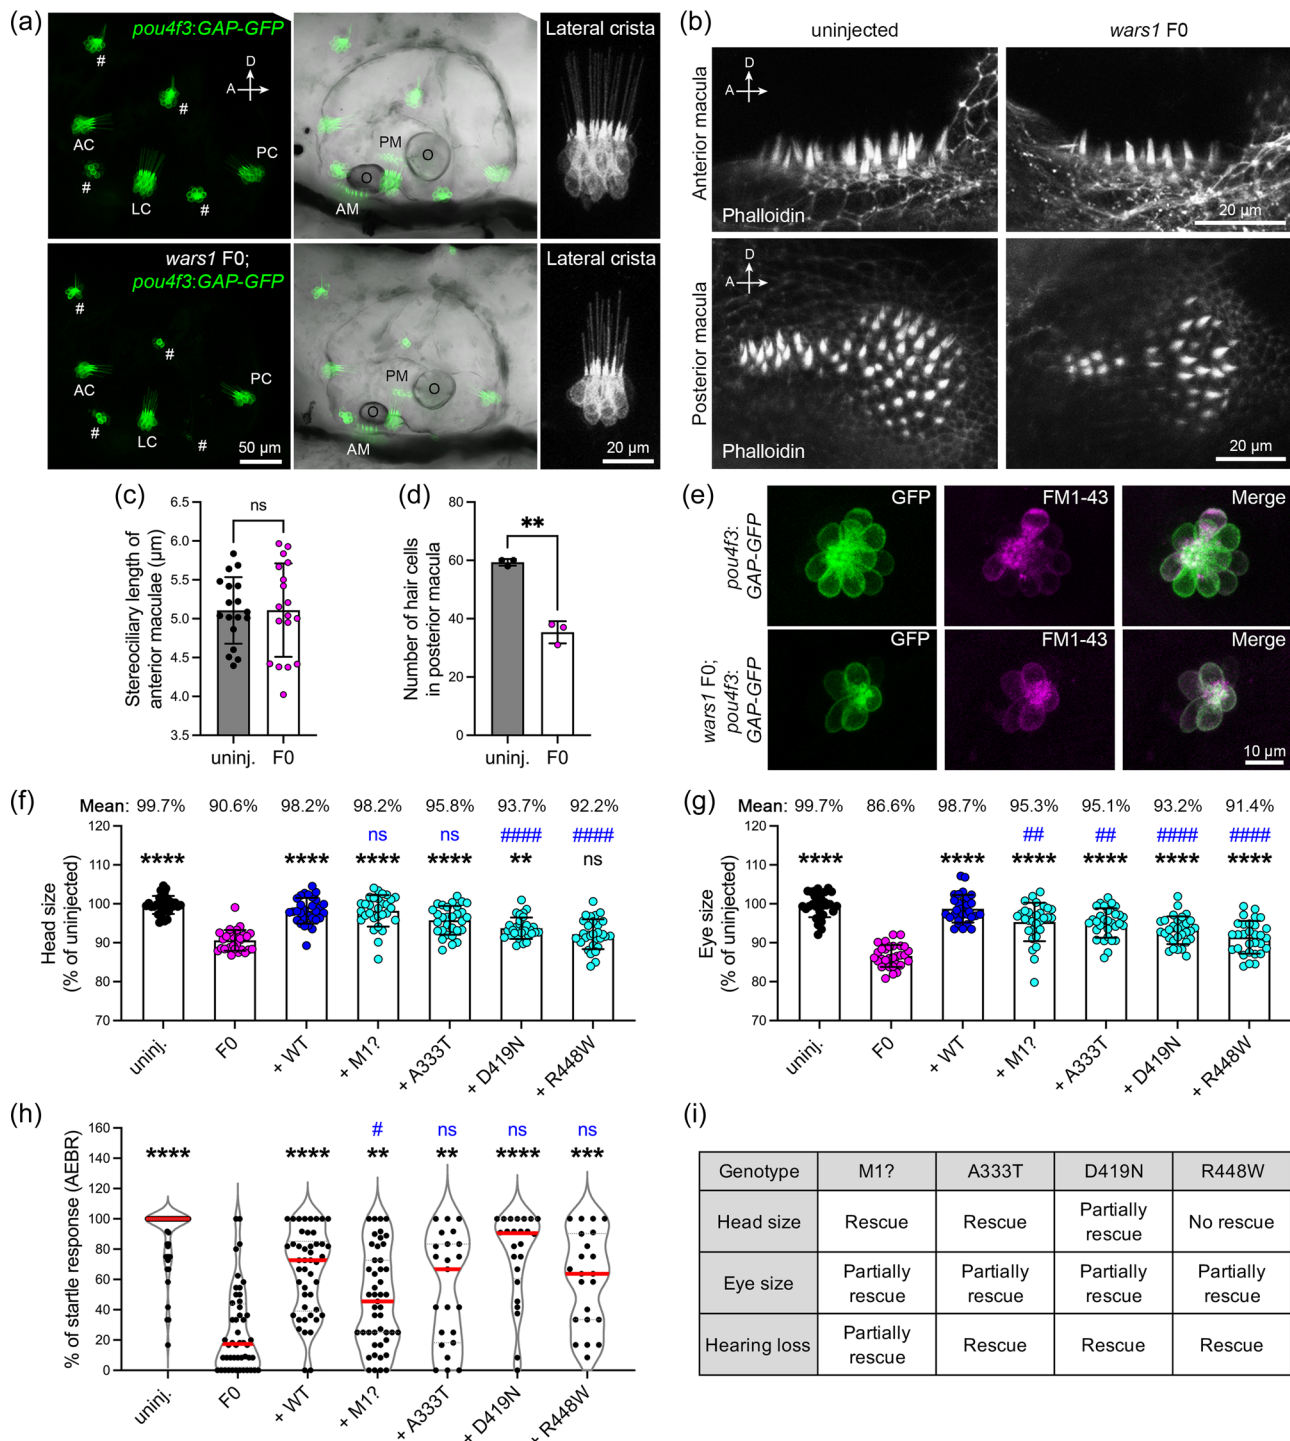 (a)
pou4f3:GAP-GFP
D
A
#
#
AC
#
LC
#
PC
PM
O
O
AM
Lateral crista
wars1 F0;
pou4f3:GAP-GFP
#
#
AC
#
LC
#
PC
50 µm
PM
O
O
AM
Lateral crista
20 µm
(b)
uninjected
wars1 F0
Anterior macula
D
A
Phalloidin
20 µm
Posterior macula
D
A
Phalloidin
20 µm
(c)
Stereociliary length of
anterior maculae (µm)
6.5
6.0
5.5
5.0
4.5
4.0
3.5
ns
uninj.
F0
(d)
Number of hair cells
in posterior macula
80
60
40
20
0
**
uninj.
F0
(e)
pou4f3:
GAP-GFP
GFP
FM1-43
Merge
wars1 F0;
pou4f3:
GAP-GFP
GFP
FM1-43
Merge
10 µm
(f)
Mean: 99.7% 90.6% 98.2% 98.2% 95.8% 93.7% 92.2%
ns ns #### ####
**** **** **** **** ** ns
Head size
(% of uninjected)
120
110
100
90
80
70
uninj.
F0
+ WT
+ M1?
+ A333T
+ D419N
+ R448W
(g)
Mean: 99.7% 86.6% 98.7% 95.3% 95.1% 93.2% 91.4%
## ## #### ####
**** **** **** **** **** ****
Eye size
(% of uninjected)
120
110
100
90
80
70
uninj.
F0
+ WT
+ M1?
+ A333T
+ D419N
+ R448W
(h)
% of startle response (AEBR)
160
140
120
100
80
60
40
20
0
# ns ns ns
**** **** ** ** **** ***
uninj.
F0
+ WT
+ M1?
+ A333T
+ D419N
+ R448W
(i)
Genotype M1? A333T D419N R448W
Head size Rescue Rescue Partially rescue No rescue
Eye size Partially rescue Partially rescue Partially rescue Partially rescue
Hearing loss Partially rescue Rescue Rescue Rescue